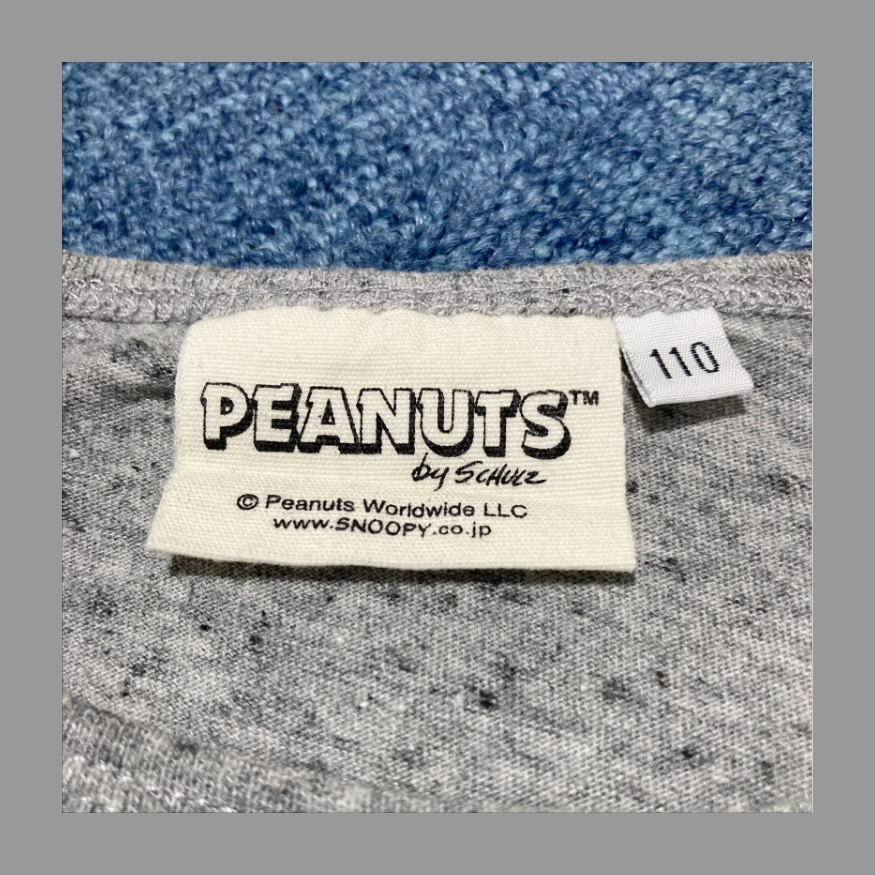 PEANUTS™
by SCHULZ
© Peanuts Worldwide LLC
www.SNOOPY.co.jp
110